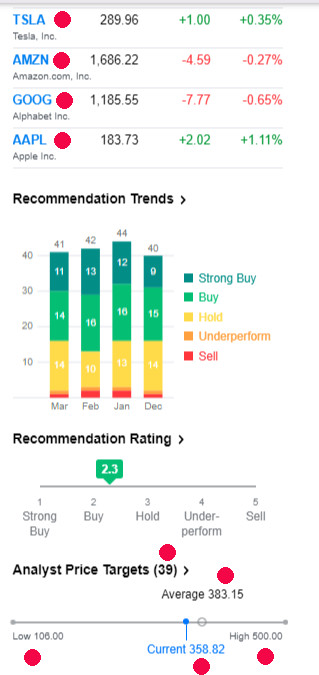 TSLA 289.96 +1.00 +0.35%
Tesla, Inc.
AMZN 1,686.22 -4.59 -0.27%
Amazon.com, Inc.
GOOG 1,185.55 -7.77 -0.65%
Alphabet Inc.
AAPL 183.73 +2.02 +1.11%
Apple Inc.
Recommendation Trends >
41 42 44 40
40
30
20
10
11 13 12 9
14 16 16 15
14 10 13 14
Mar Feb Jan Dec
Strong Buy
Buy
Hold
Underperform
Sell
Recommendation Rating >
2.3
1 2 3 4 5
Strong Buy Hold Under- Sell
Buy perform
Analyst Price Targets (39) >
Average 383.15
Low 106.00 High 500.00
Current 358.82